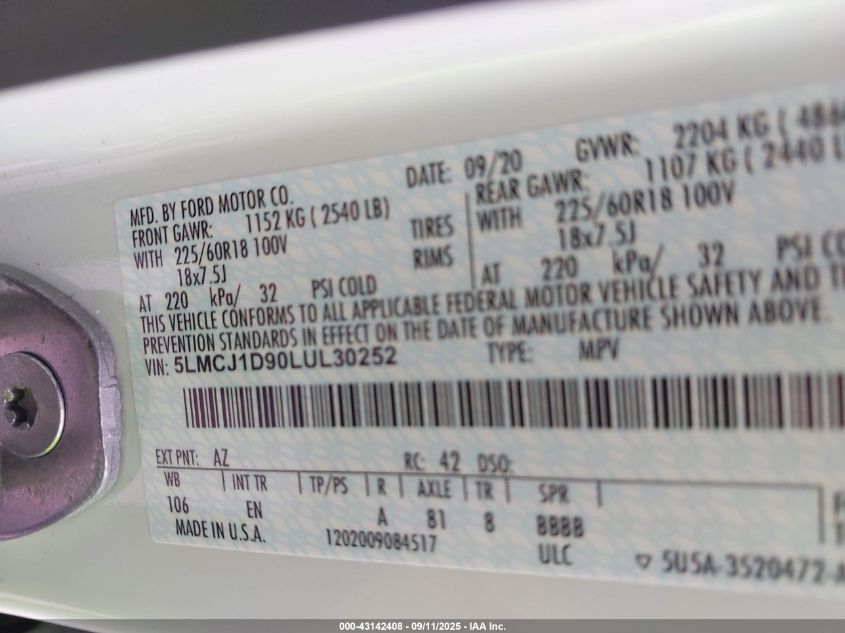 MFD. BY FORD MOTOR CO. DATE: 09/20 GVWR: 2204 KG
FRONT GAWR: 1152 KG ( 2540 LB) REAR GAWR: 1107 KG ( 2440
WITH 225/60R18 100V TIRES WITH 225/60R18 100V
18x7.5J RIMS 18x7.5J
AT 220 kPa/ 32 PSI COLD AT 220 kPa/ 32 PSI
THIS VEHICLE CONFORMS TO ALL APPLICABLE FEDERAL MOTOR VEHICLE SAFETY AND
PREVENTION STANDARDS IN EFFECT ON THE DATE OF MANUFACTURE SHOWN ABOVE.
VIN: 5LMCJ1D90LUL30252 TYPE: MPV
EXT PNT: AZ RC: 42 DSO:
WB INT TR TP/PS R AXLE TR SPR
106 EN A 81 8 BBBB
MADE IN U.S.A. 1202009084517 ULC 5U5A-3520472-A
000-43142408 - 09/11/2025 - IAA Inc.